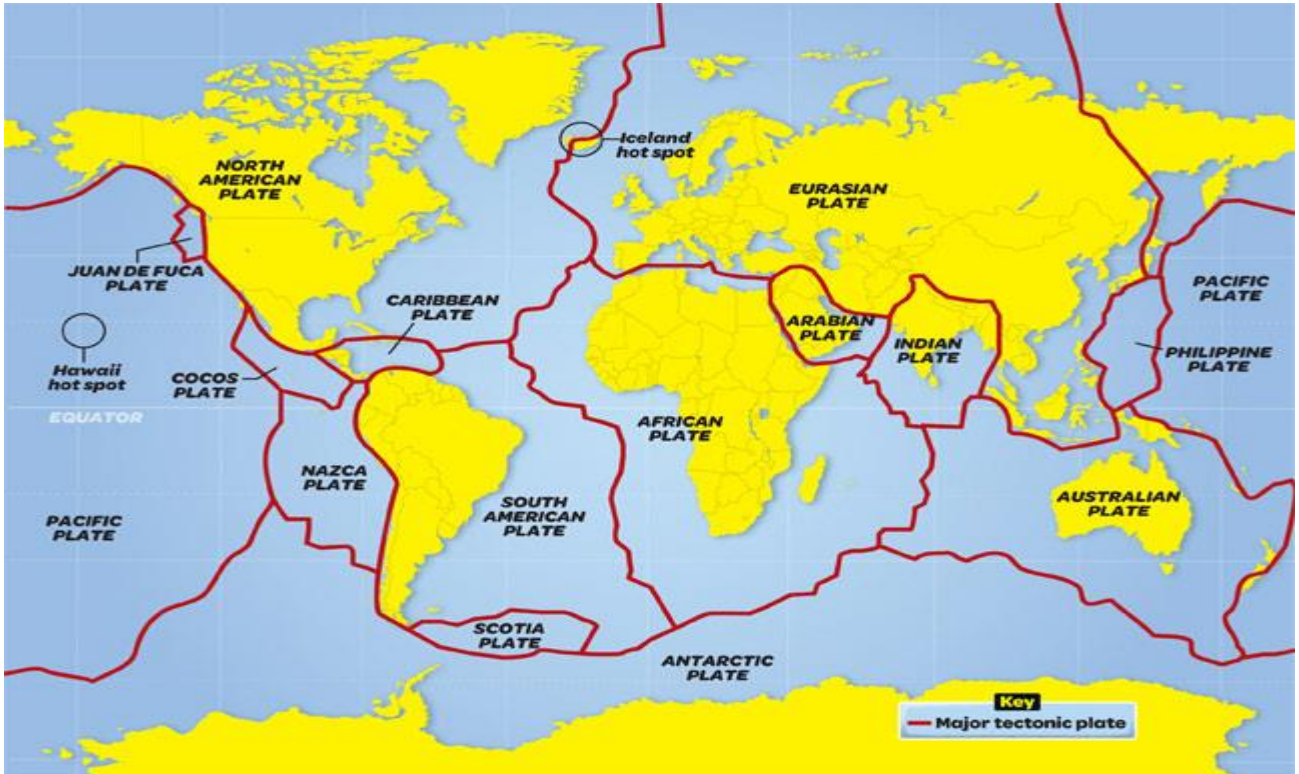 Iceland
hot spot
NORTH
AMERICAN
PLATE
EURASIAN
PLATE
JUAN DE FUCA
PLATE
PACIFIC
PLATE
CARIBBEAN
PLATE
ARABIAN
PLATE
INDIAN
PLATE
PHILIPPINE
PLATE
Hawaii
hot spot
COCOS
PLATE
EQUATOR
AFRICAN
PLATE
NAZCA
PLATE
SOUTH
AMERICAN
PLATE
AUSTRALIAN
PLATE
PACIFIC
PLATE
SCOTIA
PLATE
ANTARCTIC
PLATE
Key
Major tectonic plate